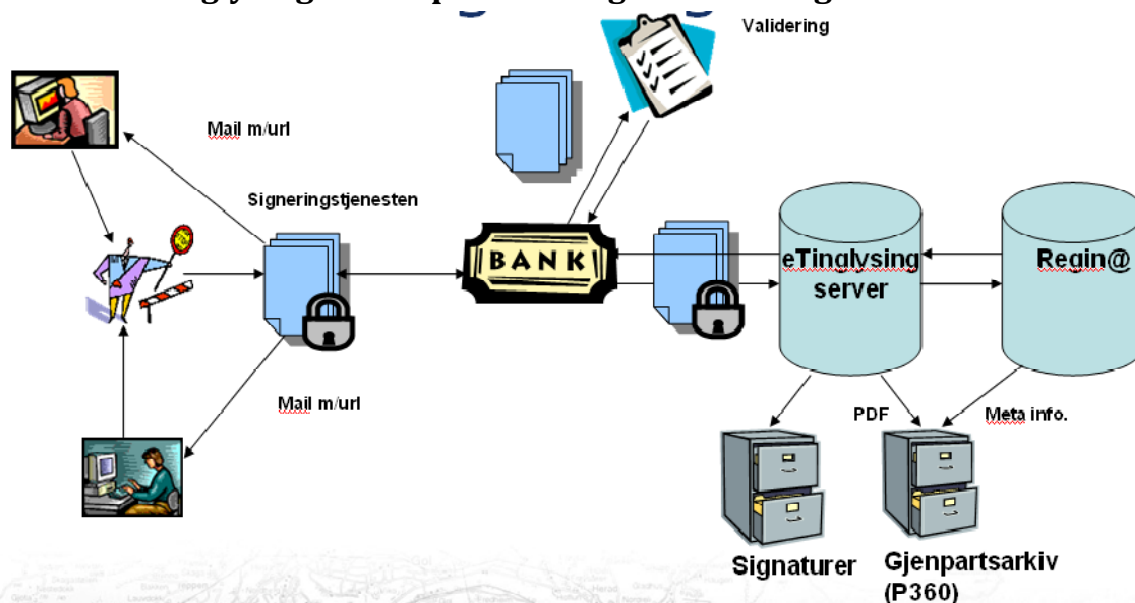 Validering
Mail m/url
Signeringstjenesten
BANK
eTinglysing
server
Regin@
Mail m/url
PDF
Meta info.
Signaturer
Gjenpartsarkiv
(P360)